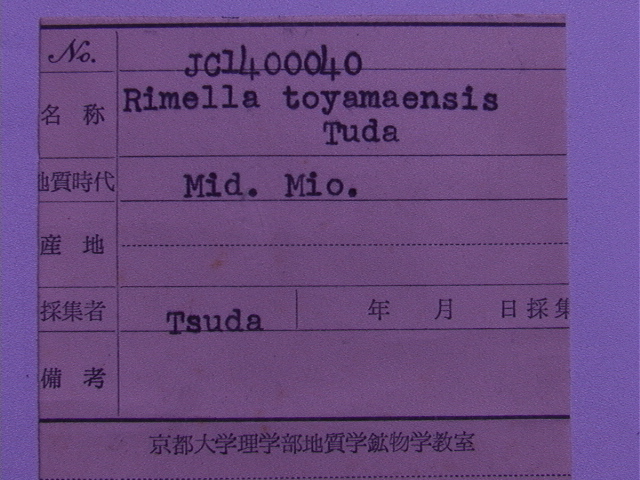 No. JC1400040
名称 Rimella toyamaensis
Tuda
地質時代 Mid. Mio.
産地
採集者 Tsuda 年 月 日採集
備考
京都大学理学部地質学鉱物学教室